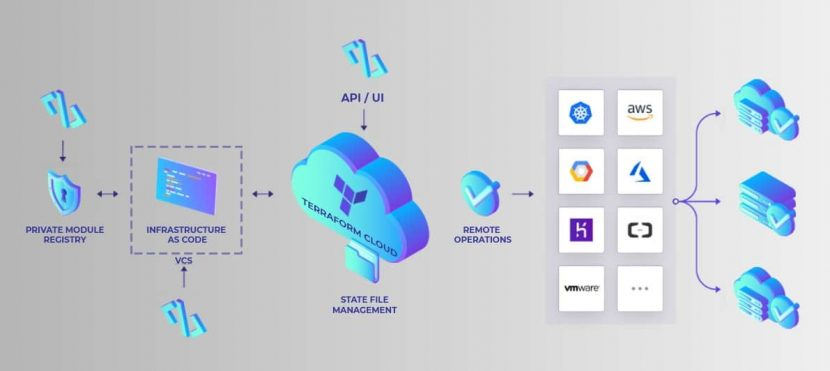 API / UI
aws
TERRAFORM CLOUD
PRIVATE MODULE
REGISTRY
INFRASTRUCTURE
AS CODE
VCS
REMOTE
OPERATIONS
vmware
STATE FILE
MANAGEMENT